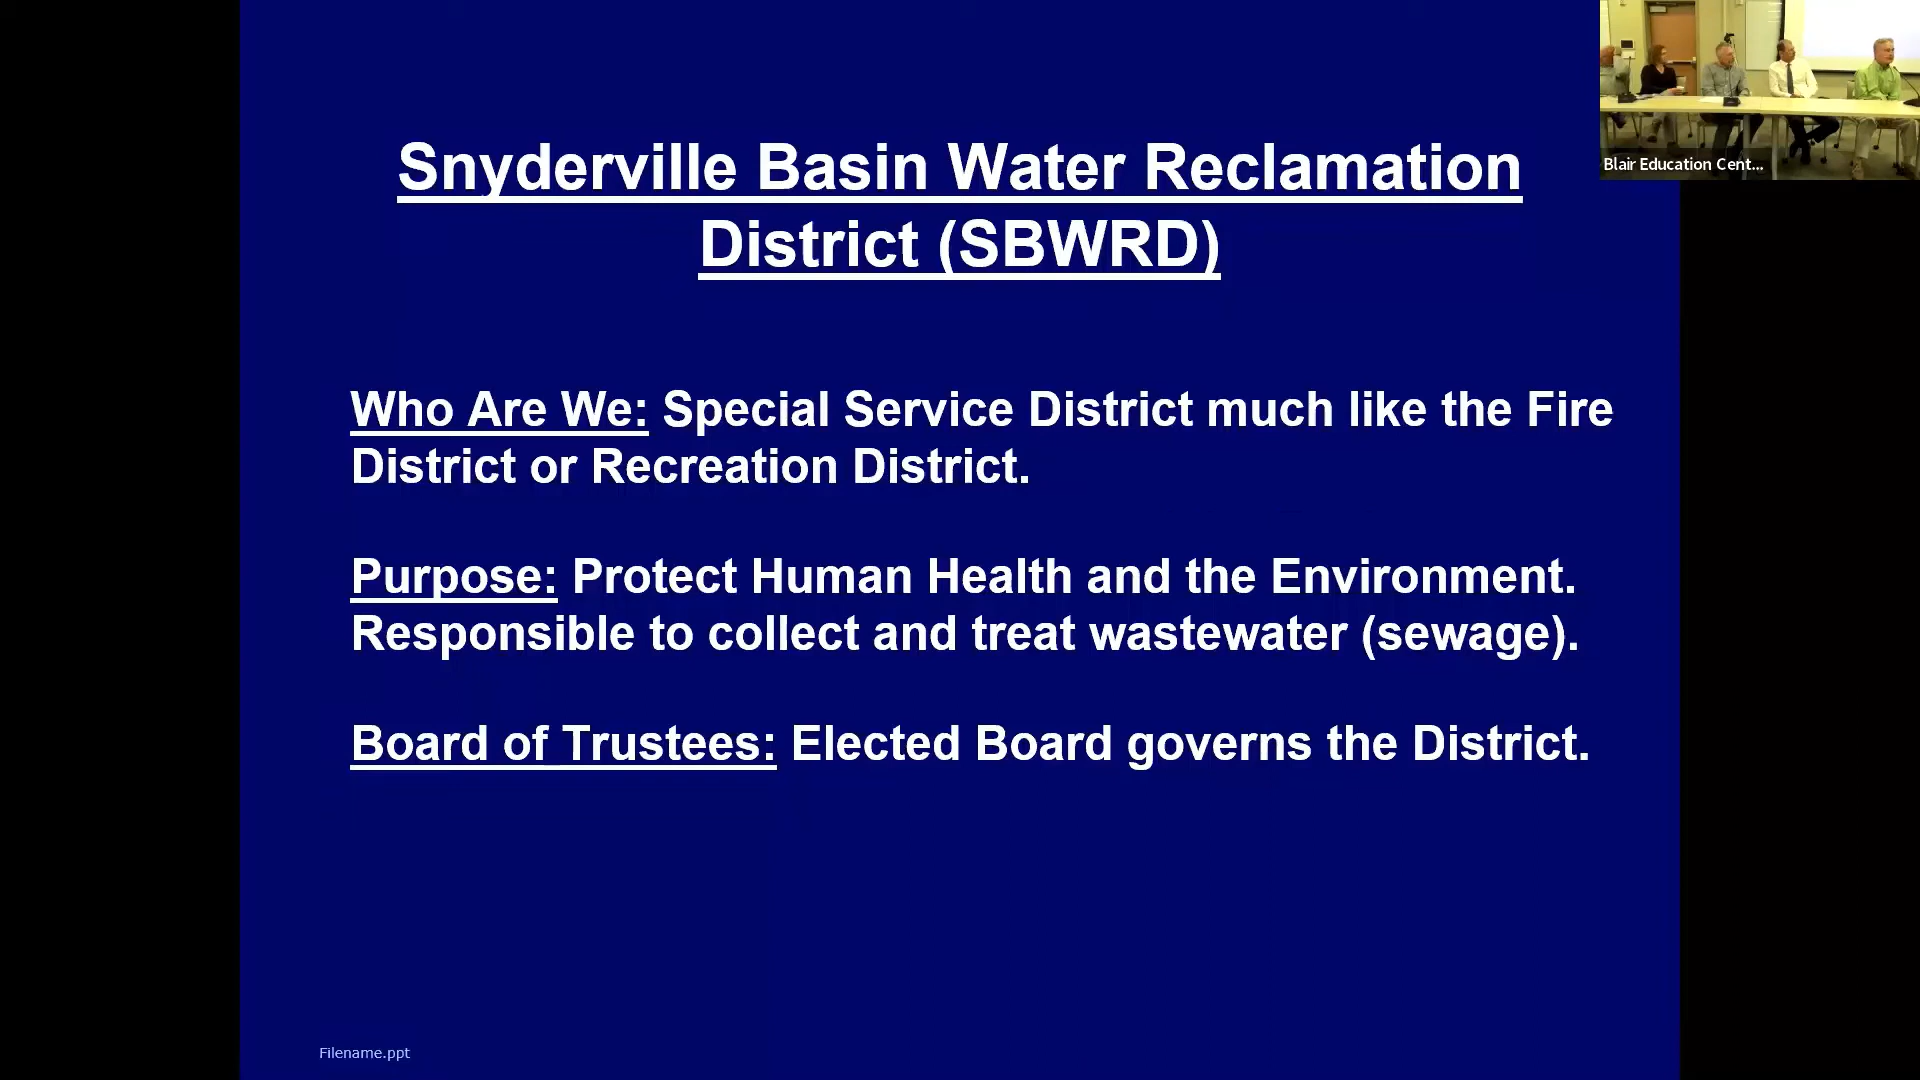 Snyderville Basin Water Reclamation
District (SBWRD)
Blair Education Cent...
Who Are We: Special Service District much like the Fire
District or Recreation District.
Purpose: Protect Human Health and the Environment.
Responsible to collect and treat wastewater (sewage).
Board of Trustees: Elected Board governs the District.
Filename.ppt